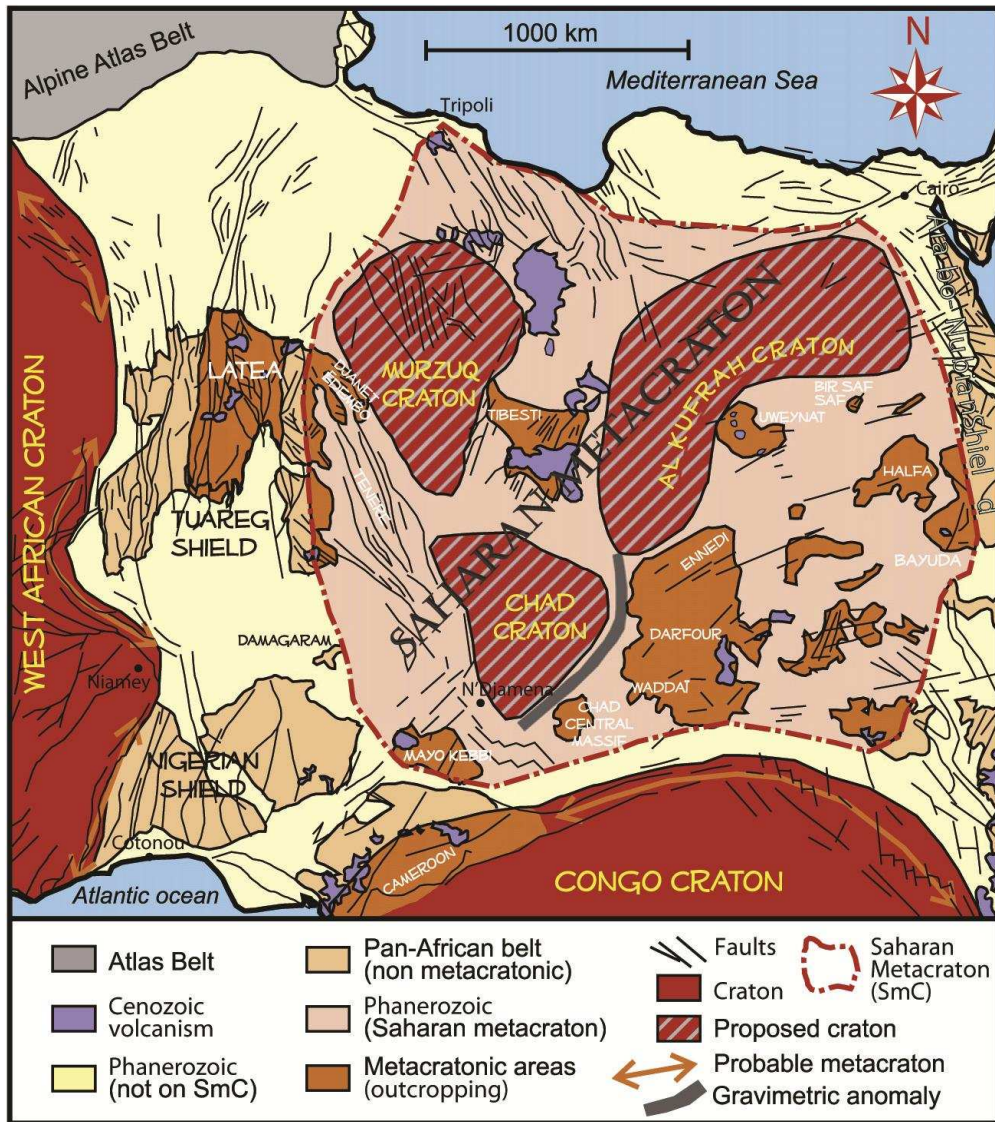 Alpine Atlas Belt
1000 km
N
Mediterranean Sea
Tripoli
Cairo
Arabo-Nubian Shield
WEST AFRICAN CRATON
LATEA
DJANET
EDEMBO
MURZUQ
CRATON
TIBESTI
SAHARAN METACRATON
AL KUFRAH CRATON
BIR SAF
SAF
UWEYNAT
HALFA
TENERE
TUAREG
SHIELD
ENNEDI
BAYUDA
CHAD
CRATON
DAMAGARAM
DARFOUR
Niamey
N'Djamena
WADDAÏ
CHAD
CENTRAL
MASSIF
MAYO KEBBI
NIGERIAN
SHIELD
Cotonou
CAMEROON
Atlantic ocean
CONGO CRATON
Atlas Belt
Cenozoic
volcanism
Phanerozoic
(not on SmC)
Pan-African belt
(non metacratonic)
Phanerozoic
(Saharan metacraton)
Metacratonic areas
(outcropping)
Faults
Craton
Saharan
Metacraton
(SmC)
Proposed craton
Probable metacraton
Gravimetric anomaly